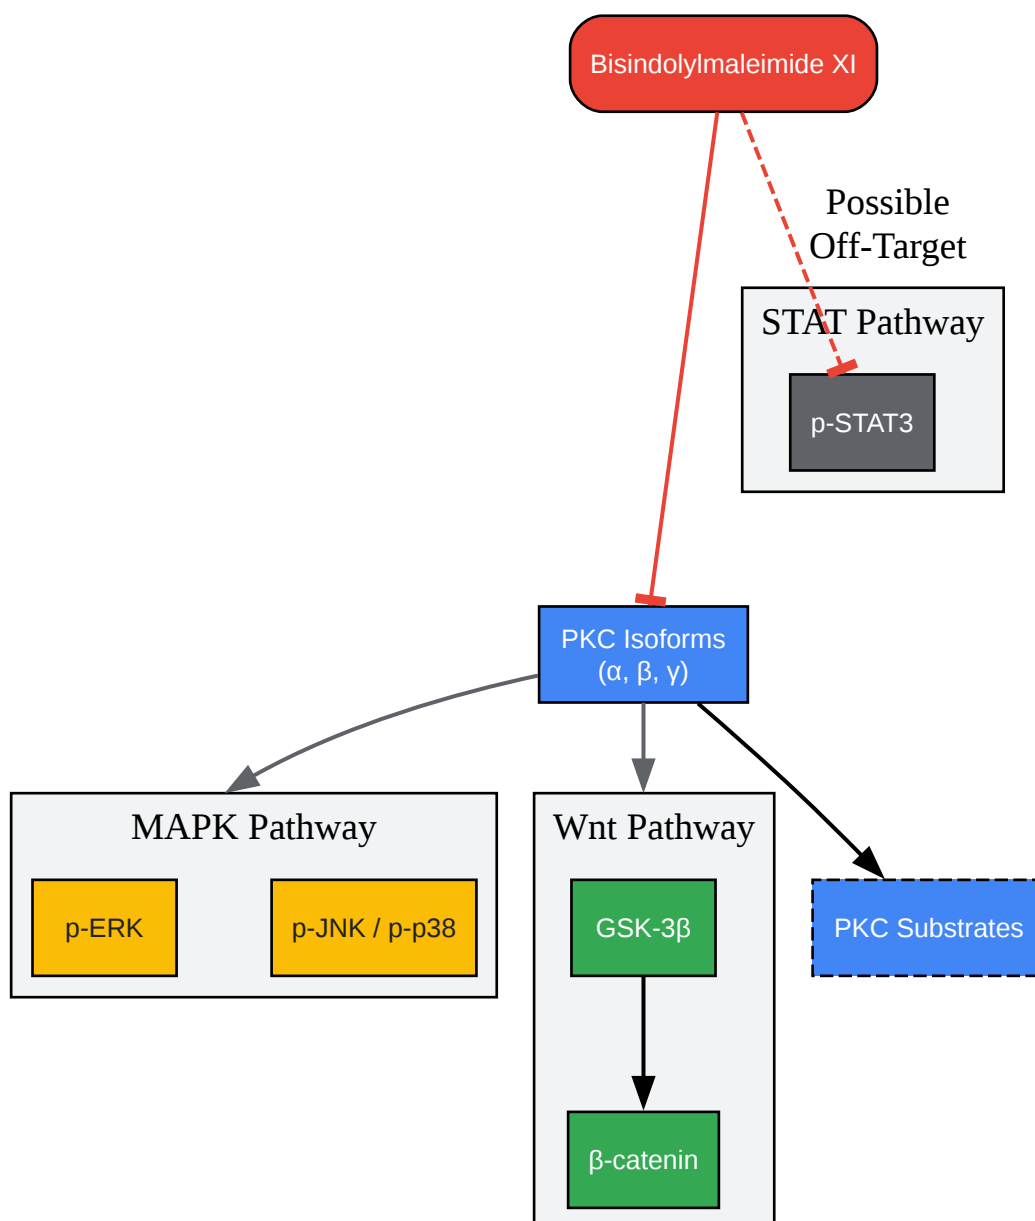 Bisindolylmaleimide XI
Possible
Off-Target
STAT Pathway
p-STAT3
PKC Isoforms
(α, β, γ)
MAPK Pathway
Wnt Pathway
p-ERK
p-JNK / p-p38
GSK-3β
PKC Substrates
β-catenin